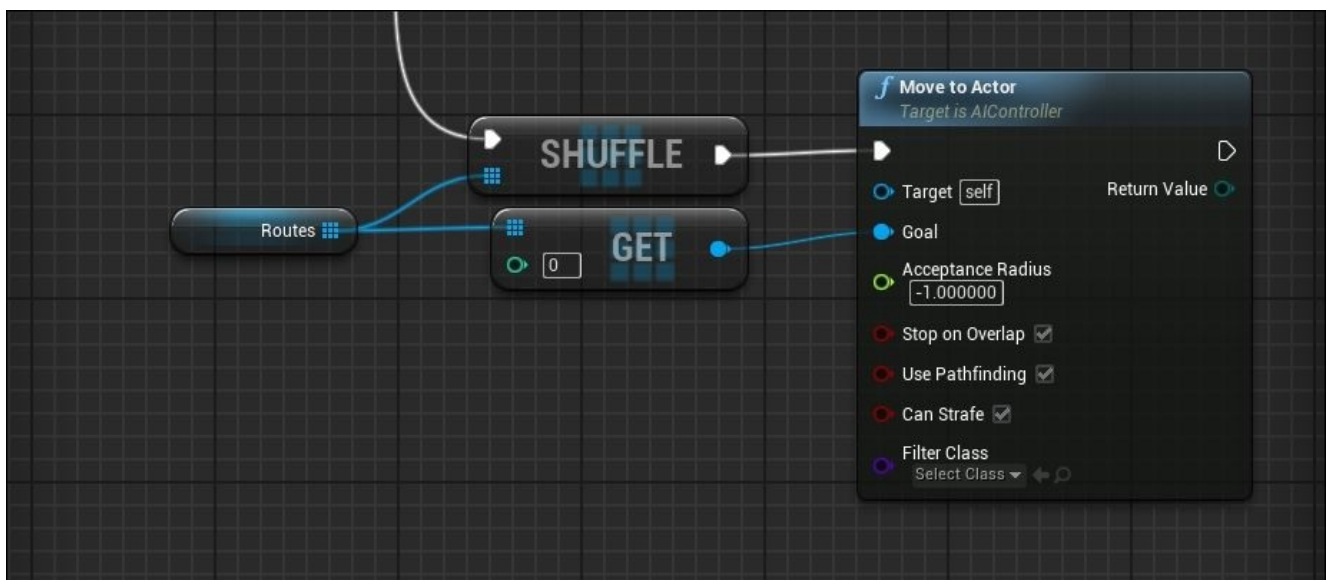 SHUFFLE
Routes
GET
0
f Move to Actor
Target is AIController
Target self
Return Value
Goal
Acceptance Radius
-1.000000
Stop on Overlap
Use Pathfinding
Can Strafe
Filter Class
Select Class